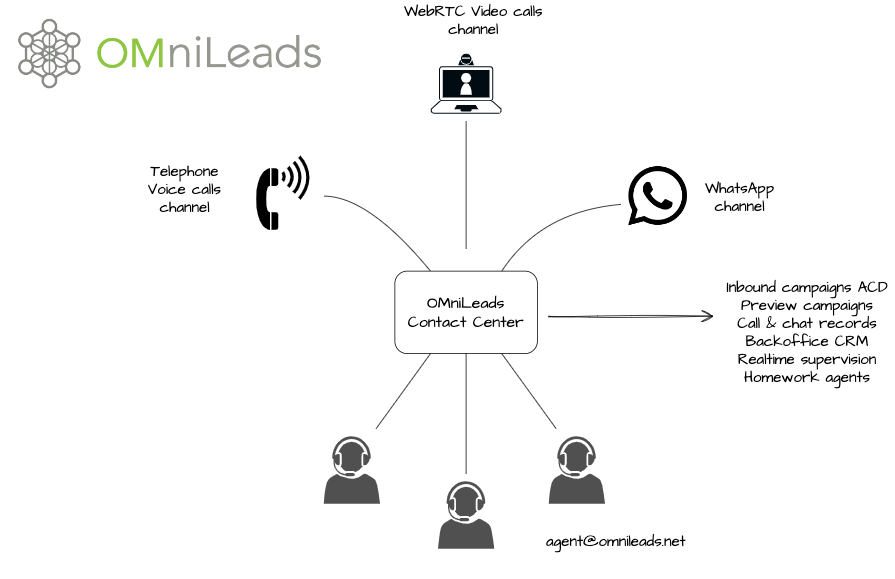 WebRTC Video calls
channel
OMniLeads
Telephone
Voice calls
channel
WhatsApp
channel
OMniLeads
Contact Center
Inbound campaigns ACD
Preview campaigns
Call & chat records
Backoffice CRM
Realtime supervision
Homework agents
agent@omnileads.net